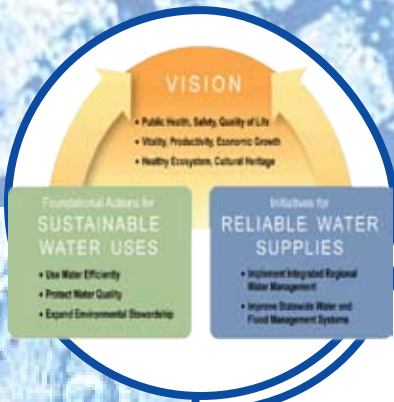 VISION
• Public Health, Safety, Quality of Life
• Vitality, Productivity, Economic Growth
• Healthy Ecosystem, Cultural Heritage
Foundational Actions for
SUSTAINABLE
WATER USES
• Use Water Efficiently
• Protect Water Quality
• Expand Environmental Stewardship
Initiatives for
RELIABLE WATER
SUPPLIES
• Implement Integrated Regional
Water Management
• Improve Statewide Water and
Flood Management Systems